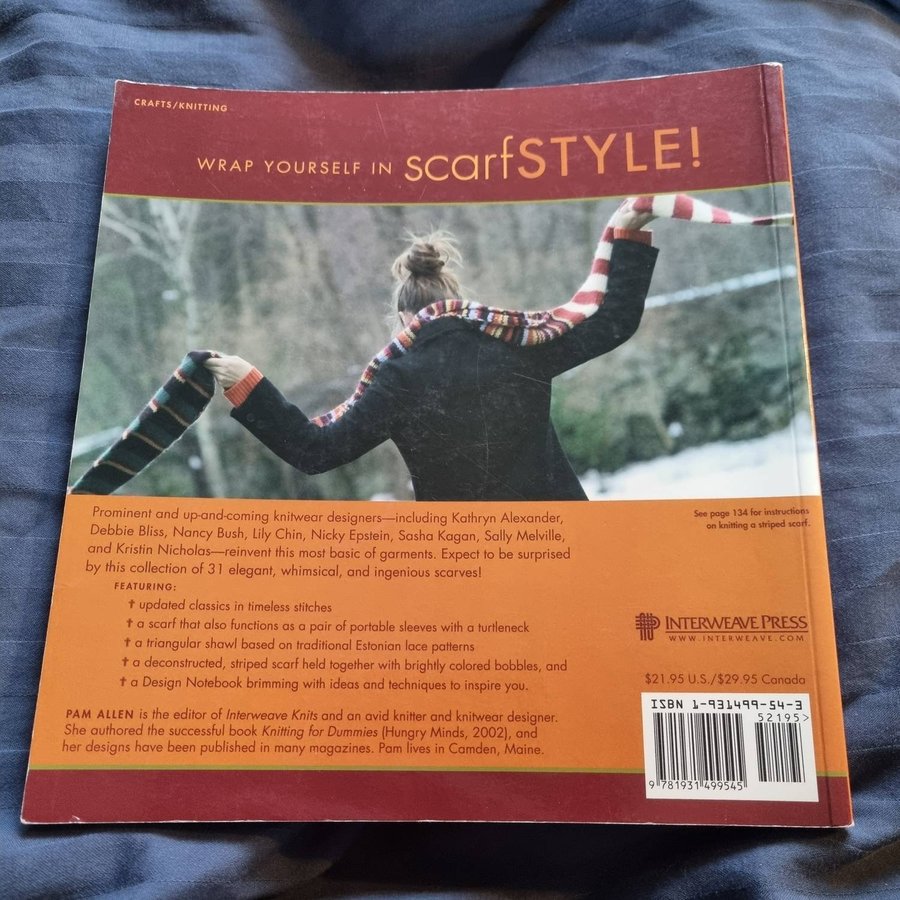 CRAFTS/KNITTING
WRAP YOURSELF IN scarfSTYLE!
Prominent and up-and-coming knitwear designers—including Kathryn Alexander,
Debbie Bliss, Nancy Bush, Lily Chin, Nicky Epstein, Sasha Kagan, Sally Melville,
and Kristin Nicholas—reinvent this most basic of garments. Expect to be surprised
by this collection of 31 elegant, whimsical, and ingenious scarves!
FEATURING:
updated classics in timeless stitches
a scarf that also functions as a pair of portable sleeves with a turtleneck
a triangular shawl based on traditional Estonian lace patterns
a deconstructed, striped scarf held together with brightly colored bobbles, and
a Design Notebook brimming with ideas and techniques to inspire you.
PAM ALLEN is the editor of Interweave Knits and an avid knitter and knitwear designer.
She authored the successful book Knitting for Dummies (Hungry Minds, 2002), and
her designs have been published in many magazines. Pam lives in Camden, Maine.
See page 134 for instructions
on knitting a striped scarf.
INTERWEAVE PRESS
WWW.INTERWEAVE.COM
$21.95 U.S./$29.95 Canada
ISBN 1-931499-54-3
52195>
9 781931 499545